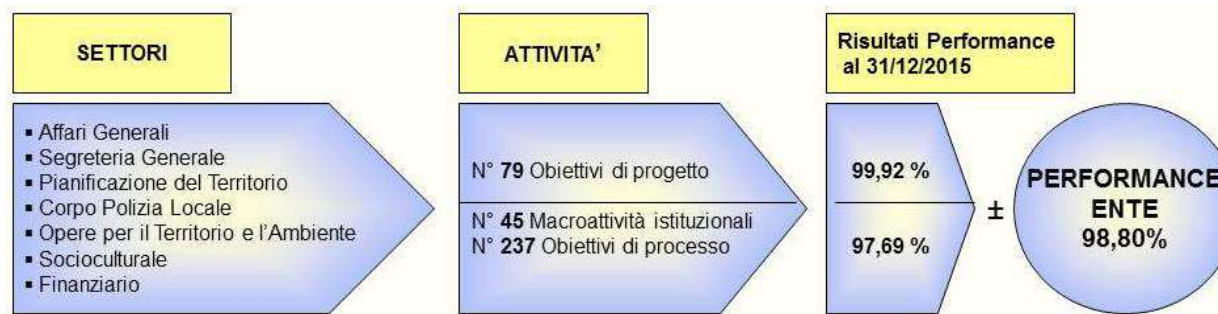 SETTORI
▪ Affari Generali
▪ Segreteria Generale
▪ Pianificazione del Territorio
▪ Corpo Polizia Locale
▪ Opere per il Territorio e l'Ambiente
▪ Socioculturale
▪ Finanziario
ATTIVITA'
N° 79 Obiettivi di progetto
N° 45 Macroattività istituzionali
N° 237 Obiettivi di processo
Risultati Performance
al 31/12/2015
99,92 %
97,69 %
±
PERFORMANCE
ENTE
98,80%